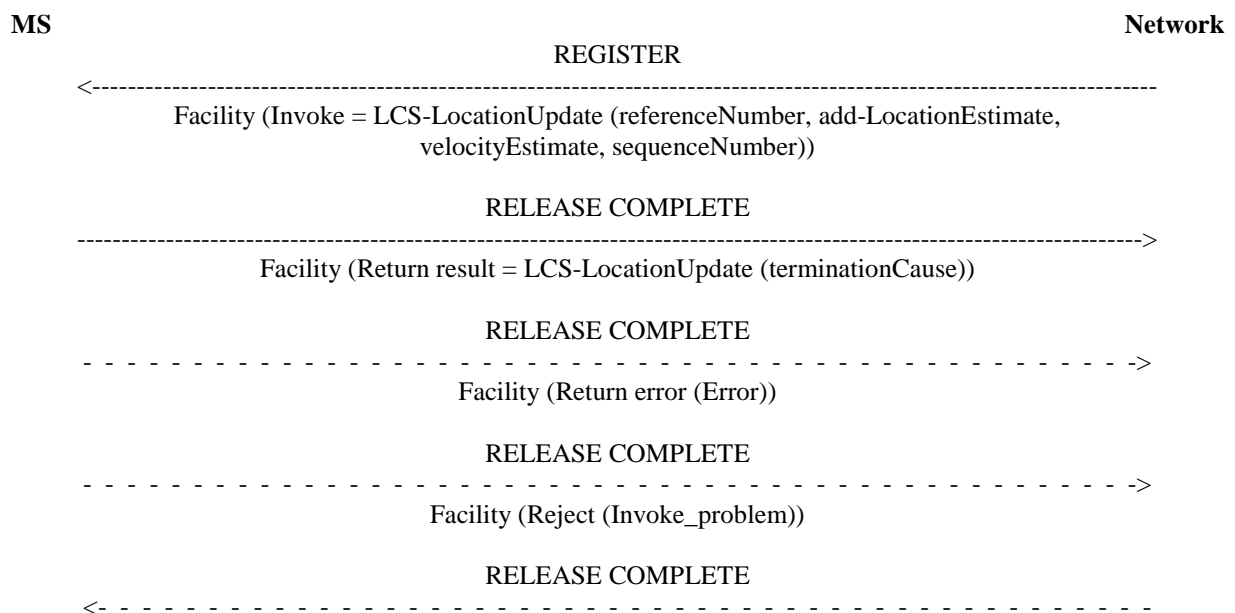 MS Network
REGISTER
<------------------------------------------------------------------------------------------------------------------------
Facility (Invoke = LCS-LocationUpdate (referenceNumber, add-LocationEstimate,
velocityEstimate, sequenceNumber))
RELEASE COMPLETE
------------------------------------------------------------------------------------------------------------------------>
Facility (Return result = LCS-LocationUpdate (terminationCause))
RELEASE COMPLETE
- - - - - - - - - - - - - - - - - - - - - - - - - - - - - - - - - - - - - - - - - - - - - - - ->
Facility (Return error (Error))
RELEASE COMPLETE
- - - - - - - - - - - - - - - - - - - - - - - - - - - - - - - - - - - - - - - - - - - - - - - ->
Facility (Reject (Invoke_problem))
RELEASE COMPLETE
<- - - - - - - - - - - - - - - - - - - - - - - - - - - - - - - - - - - - - - - - - - - - - - - -